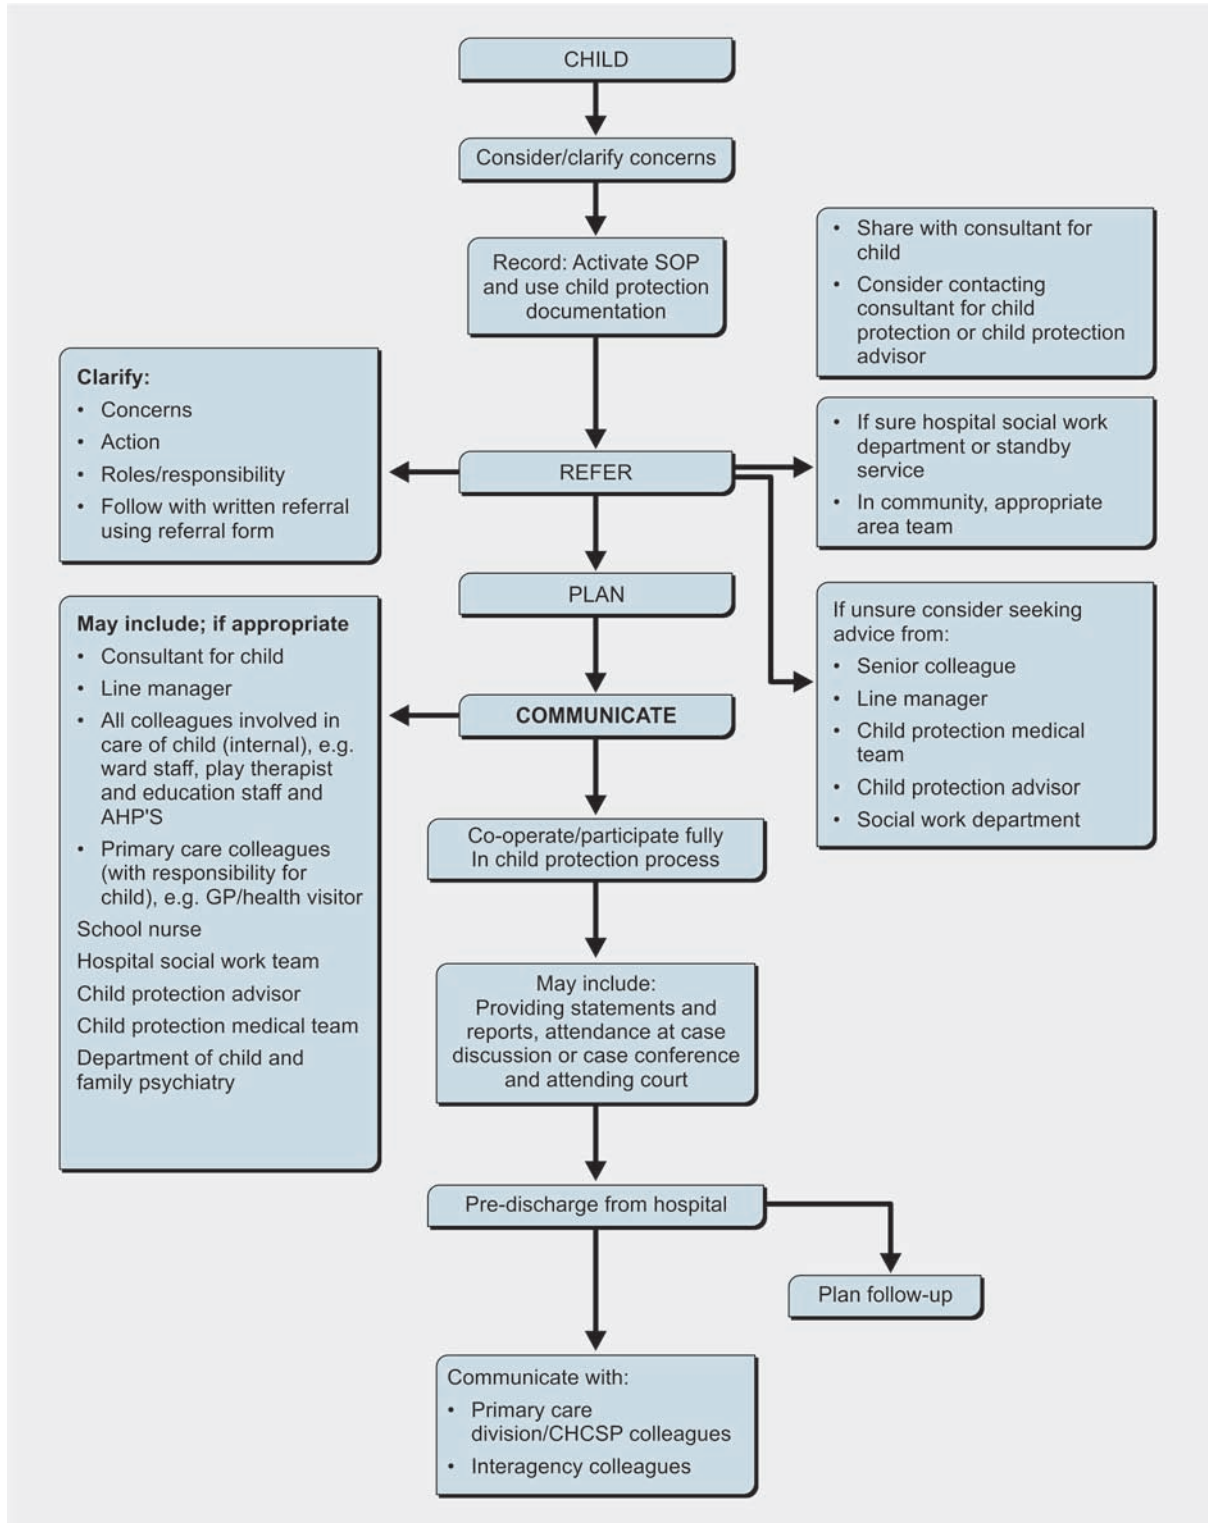 CHILD
Consider/clarify concerns
Record: Activate SOP
and use child protection
documentation
• Share with consultant for
child
• Consider contacting
consultant for child
protection or child protection
advisor
Clarify:
• Concerns
• Action
• Roles/responsibility
• Follow with written referral
using referral form
REFER
• If sure hospital social work
department or standby
service
• In community, appropriate
area team
PLAN
If unsure consider seeking
advice from:
• Senior colleague
• Line manager
• Child protection medical
team
• Child protection advisor
• Social work department
May include; if appropriate
• Consultant for child
• Line manager
• All colleagues involved in
care of child (internal), e.g.
ward staff, play therapist
and education staff and
AHP'S
• Primary care colleagues
(with responsibility for
child), e.g. GP/health visitor
School nurse
Hospital social work team
Child protection advisor
Child protection medical team
Department of child and
family psychiatry
COMMUNICATE
Co-operate/participate fully
In child protection process
May include:
Providing statements and
reports, attendance at case
discussion or case conference
and attending court
Pre-discharge from hospital
Plan follow-up
Communicate with:
• Primary care
division/CHCSP colleagues
• Interagency colleagues